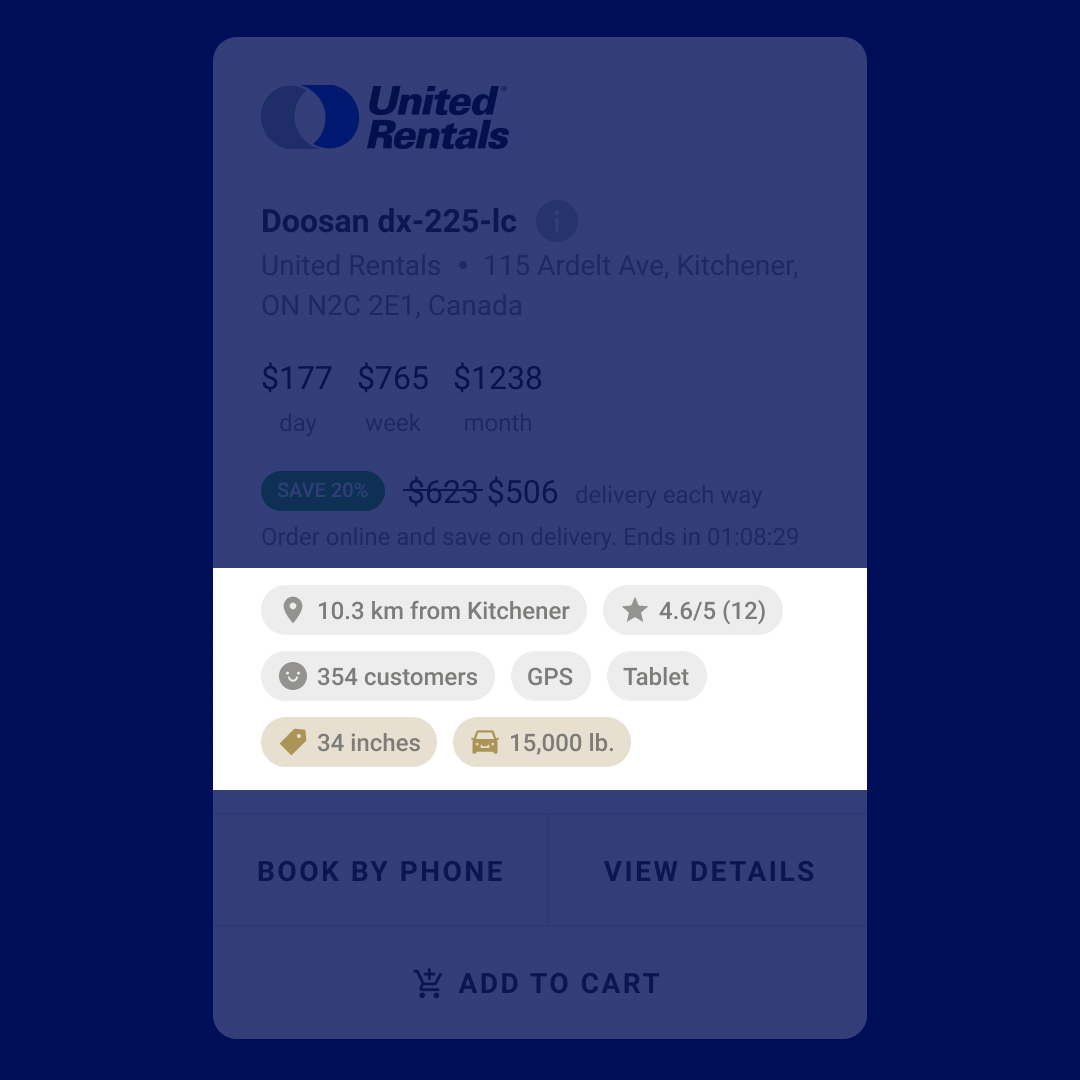 United
Rentals
Doosan dx-225-lc i
United Rentals • 115 Ardelt Ave, Kitchener,
ON N2C 2E1, Canada
$177 $765 $1238
day week month
SAVE 20% $623 $506 delivery each way
Order online and save on delivery. Ends in 01:08:29
10.3 km from Kitchener 4.6/5 (12)
354 customers GPS Tablet
34 inches 15,000 lb.
BOOK BY PHONE VIEW DETAILS
ADD TO CART